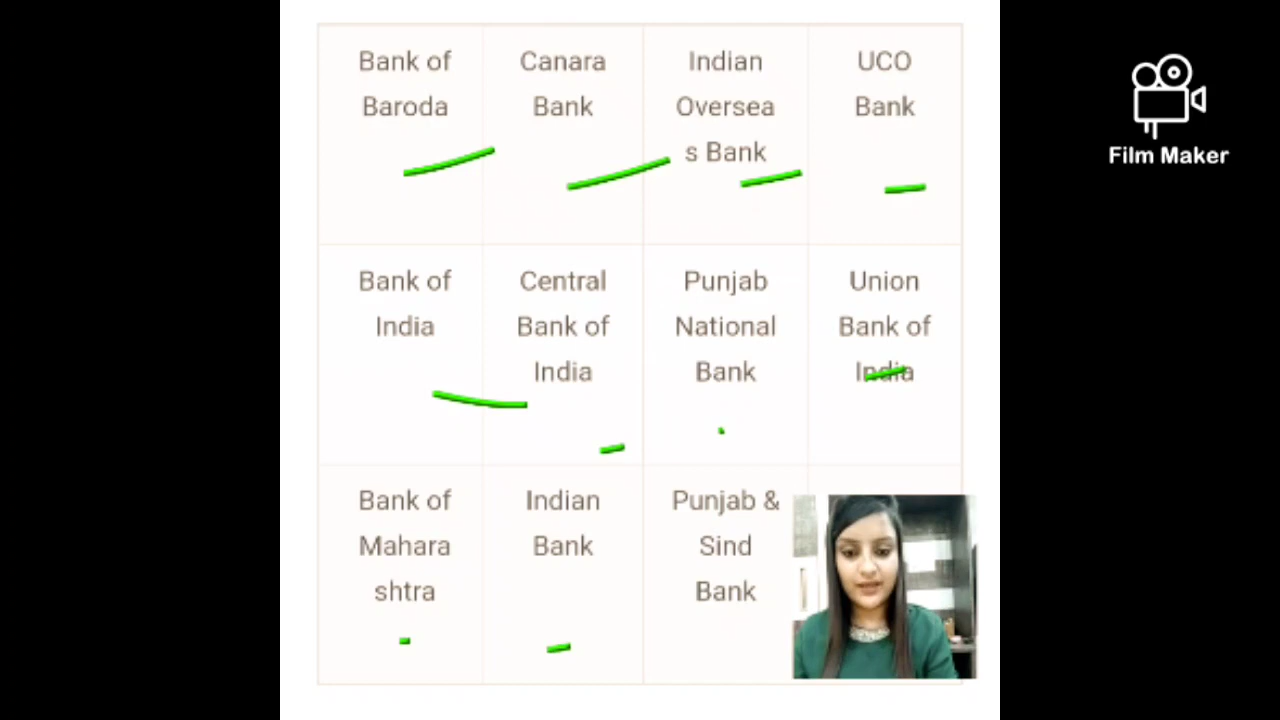 Bank of
Baroda
Canara
Bank
Indian
Oversea
s Bank
UCO
Bank
Bank of
India
Central
Bank of
India
Punjab
National
Bank
Union
Bank of
India
Bank of
Mahara
shtra
Indian
Bank
Punjab &
Sind
Bank
Film Maker